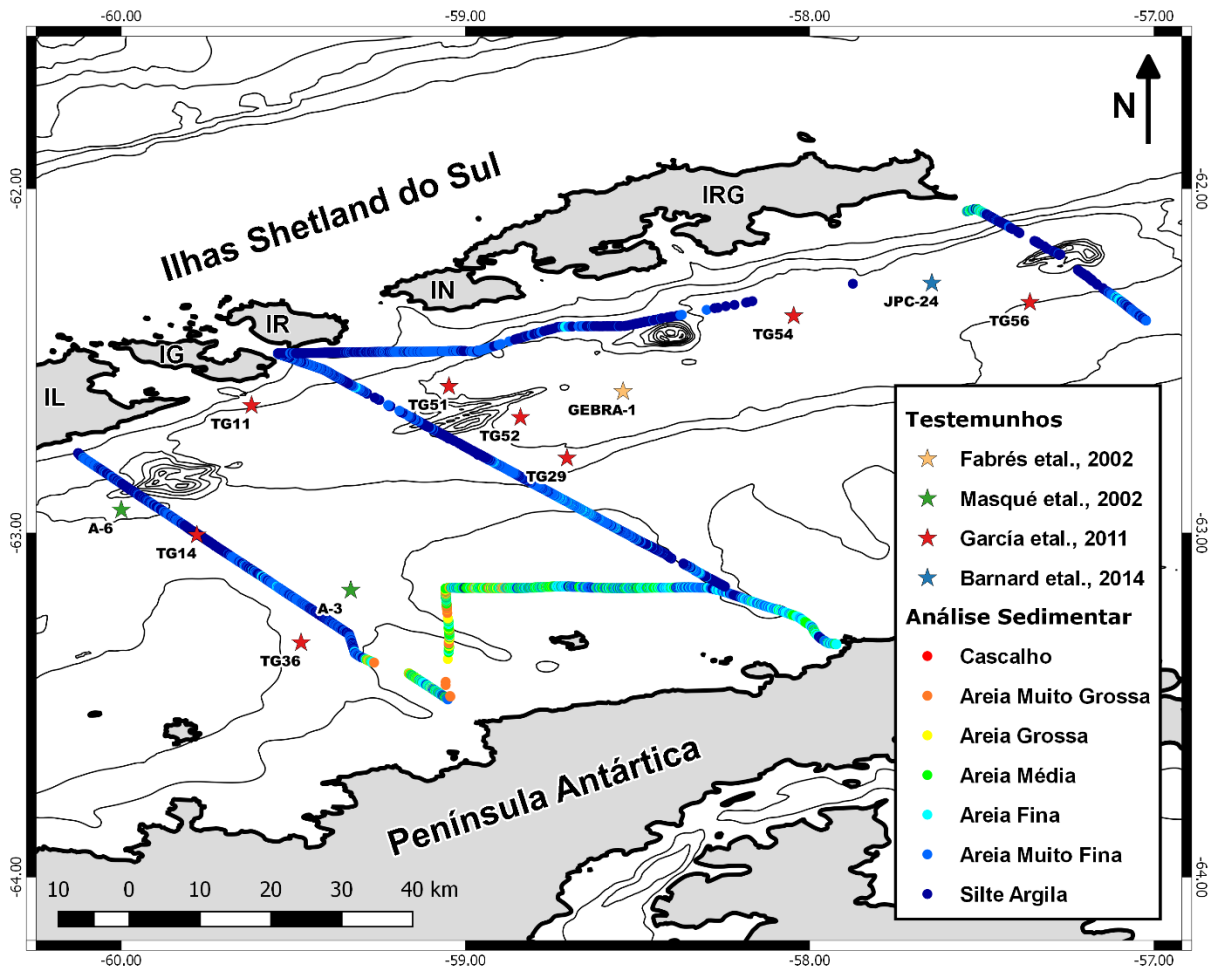 -60.00
-59.00
-58.00
-57.00
N
-62.00
-62.00
Ilhas Shetland do Sul
IRG
IN
IR
IG
IL
JPC-24
TG54
TG56
TG51
GEBRA-1
TG11
TG52
TG29
A-6
TG14
-63.00
-63.00
A-3
TG36
Testemunhos
Fabrés etal., 2002
Masqué etal., 2002
García etal., 2011
Barnard etal., 2014
Análise Sedimentar
Cascalho
Areia Muito Grossa
Areia Grossa
Areia Média
Areia Fina
Areia Muito Fina
Silte Argila
Península Antártica
-64.00
-64.00
10 0 10 20 30 40 km
-60.00
-59.00
-58.00
-57.00